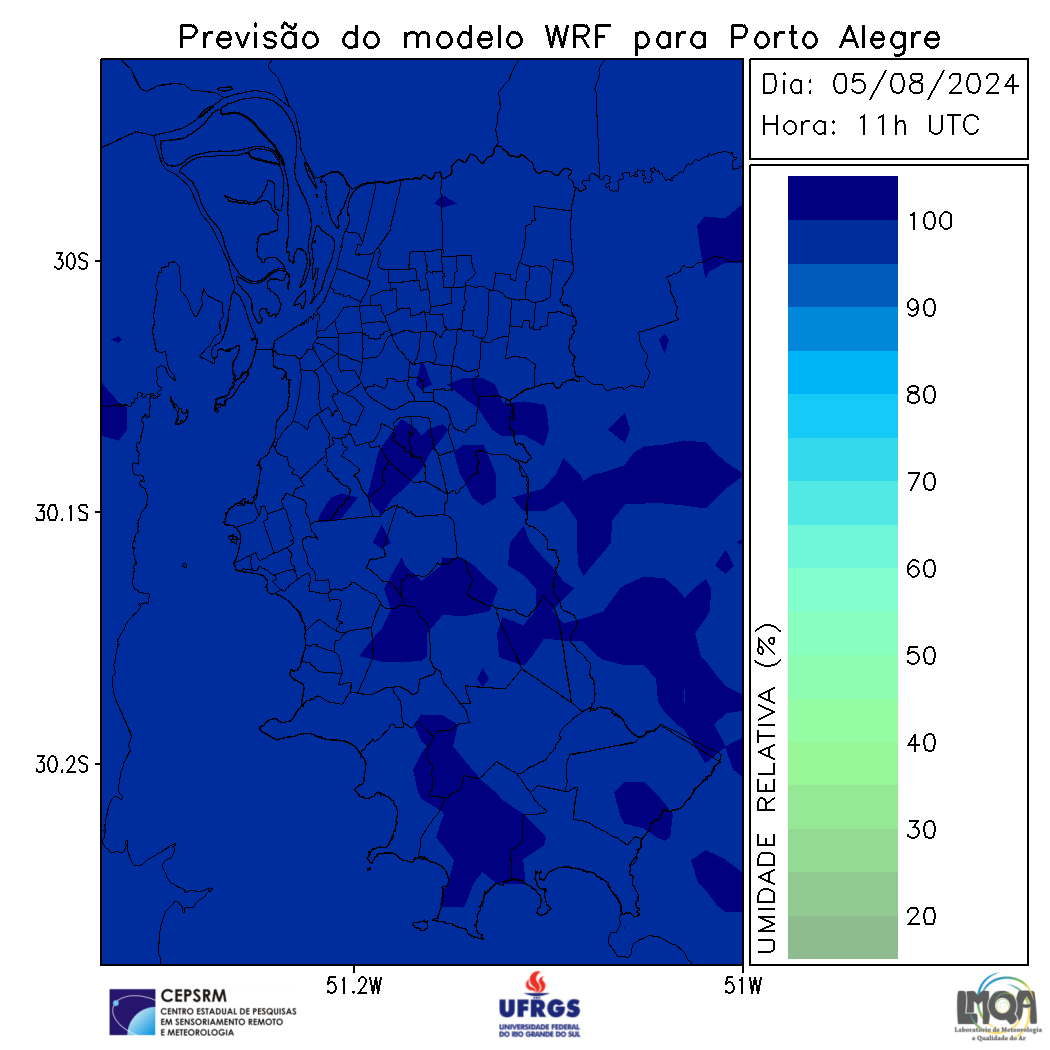 Previsão do modelo WRF para Porto Alegre
Dia: 05/08/2024
Hora: 11h UTC
100
90
80
70
60
50
40
30
20
UMIDADE RELATIVA (%)
30S
30.1S
30.2S
51.2W
51W
CEPSRM
CENTRO ESTADUAL DE PESQUISAS
EM SENSORIAMENTO REMOTO
E METEOROLOGIA
UFRGS
UNIVERSIDADE FEDERAL
DO RIO GRANDE DO SUL
LMQA
Laboratório de Meteorologia
e Qualidade do Ar